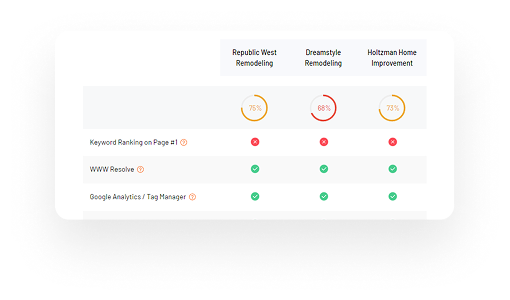 Republic West Dreamstyle Holtzman Home
Remodeling Remodeling Improvement
75% 68% 73%
Keyword Ranking on Page #1 ?
WWW Resolve ?
Google Analytics / Tag Manager ?